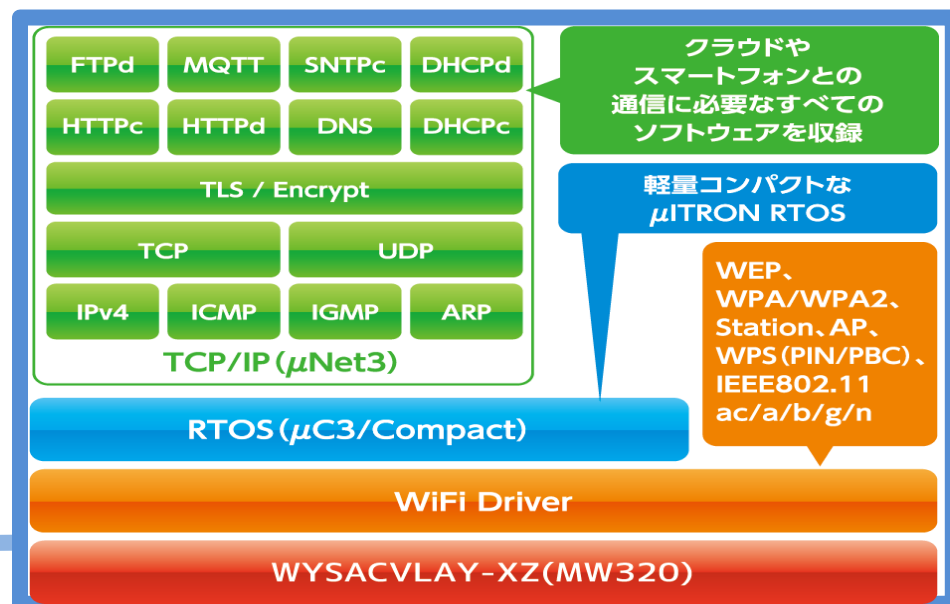 FTPd MQTT SNTPc DHCPd
HTTPc HTTPd DNS DHCPc
TLS / Encrypt
TCP UDP
IPv4 ICMP IGMP ARP
TCP/IP(μNet3)
クラウドや
スマートフォンとの
通信に必要なすべての
ソフトウェアを収録
軽量コンパクトな
μITRON RTOS
WEP、
WPA/WPA2、
Station、AP、
WPS(PIN/PBC)、
IEEE802.11
ac/a/b/g/n
RTOS(μC3/Compact)
WiFi Driver
WYSACVLAY-XZ(MW320)